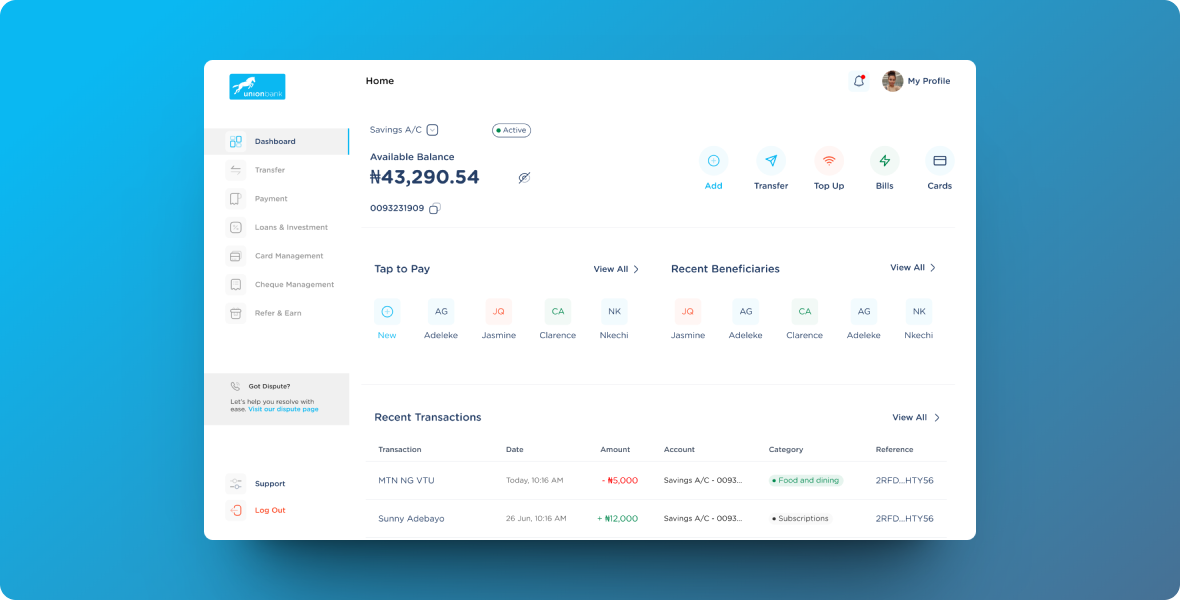 unionbank
Home
My Profile
Dashboard
Transfer
Payment
Loans & Investment
Card Management
Cheque Management
Refer & Earn
Got Dispute?
Let's help you resolve with
ease. Visit our dispute page
Support
Log Out
Savings A/C
Active
Available Balance
₦43,290.54
0093231909
Add
Transfer
Top Up
Bills
Cards
Tap to Pay
View All
New
AG
Adeleke
JQ
Jasmine
CA
Clarence
NK
Nkechi
Recent Beneficiaries
View All
JQ
Jasmine
AG
Adeleke
CA
Clarence
AG
Adeleke
NK
Nkechi
Recent Transactions
View All
Transaction Date Amount Account Category Reference
MTN NG VTU Today, 10:16 AM - ₦5,000 Savings A/C - 0093... Food and dining 2RFD...HTY56
Sunny Adebayo 26 Jun, 10:16 AM + ₦12,000 Savings A/C - 0093... Subscriptions 2RFD...HTY56